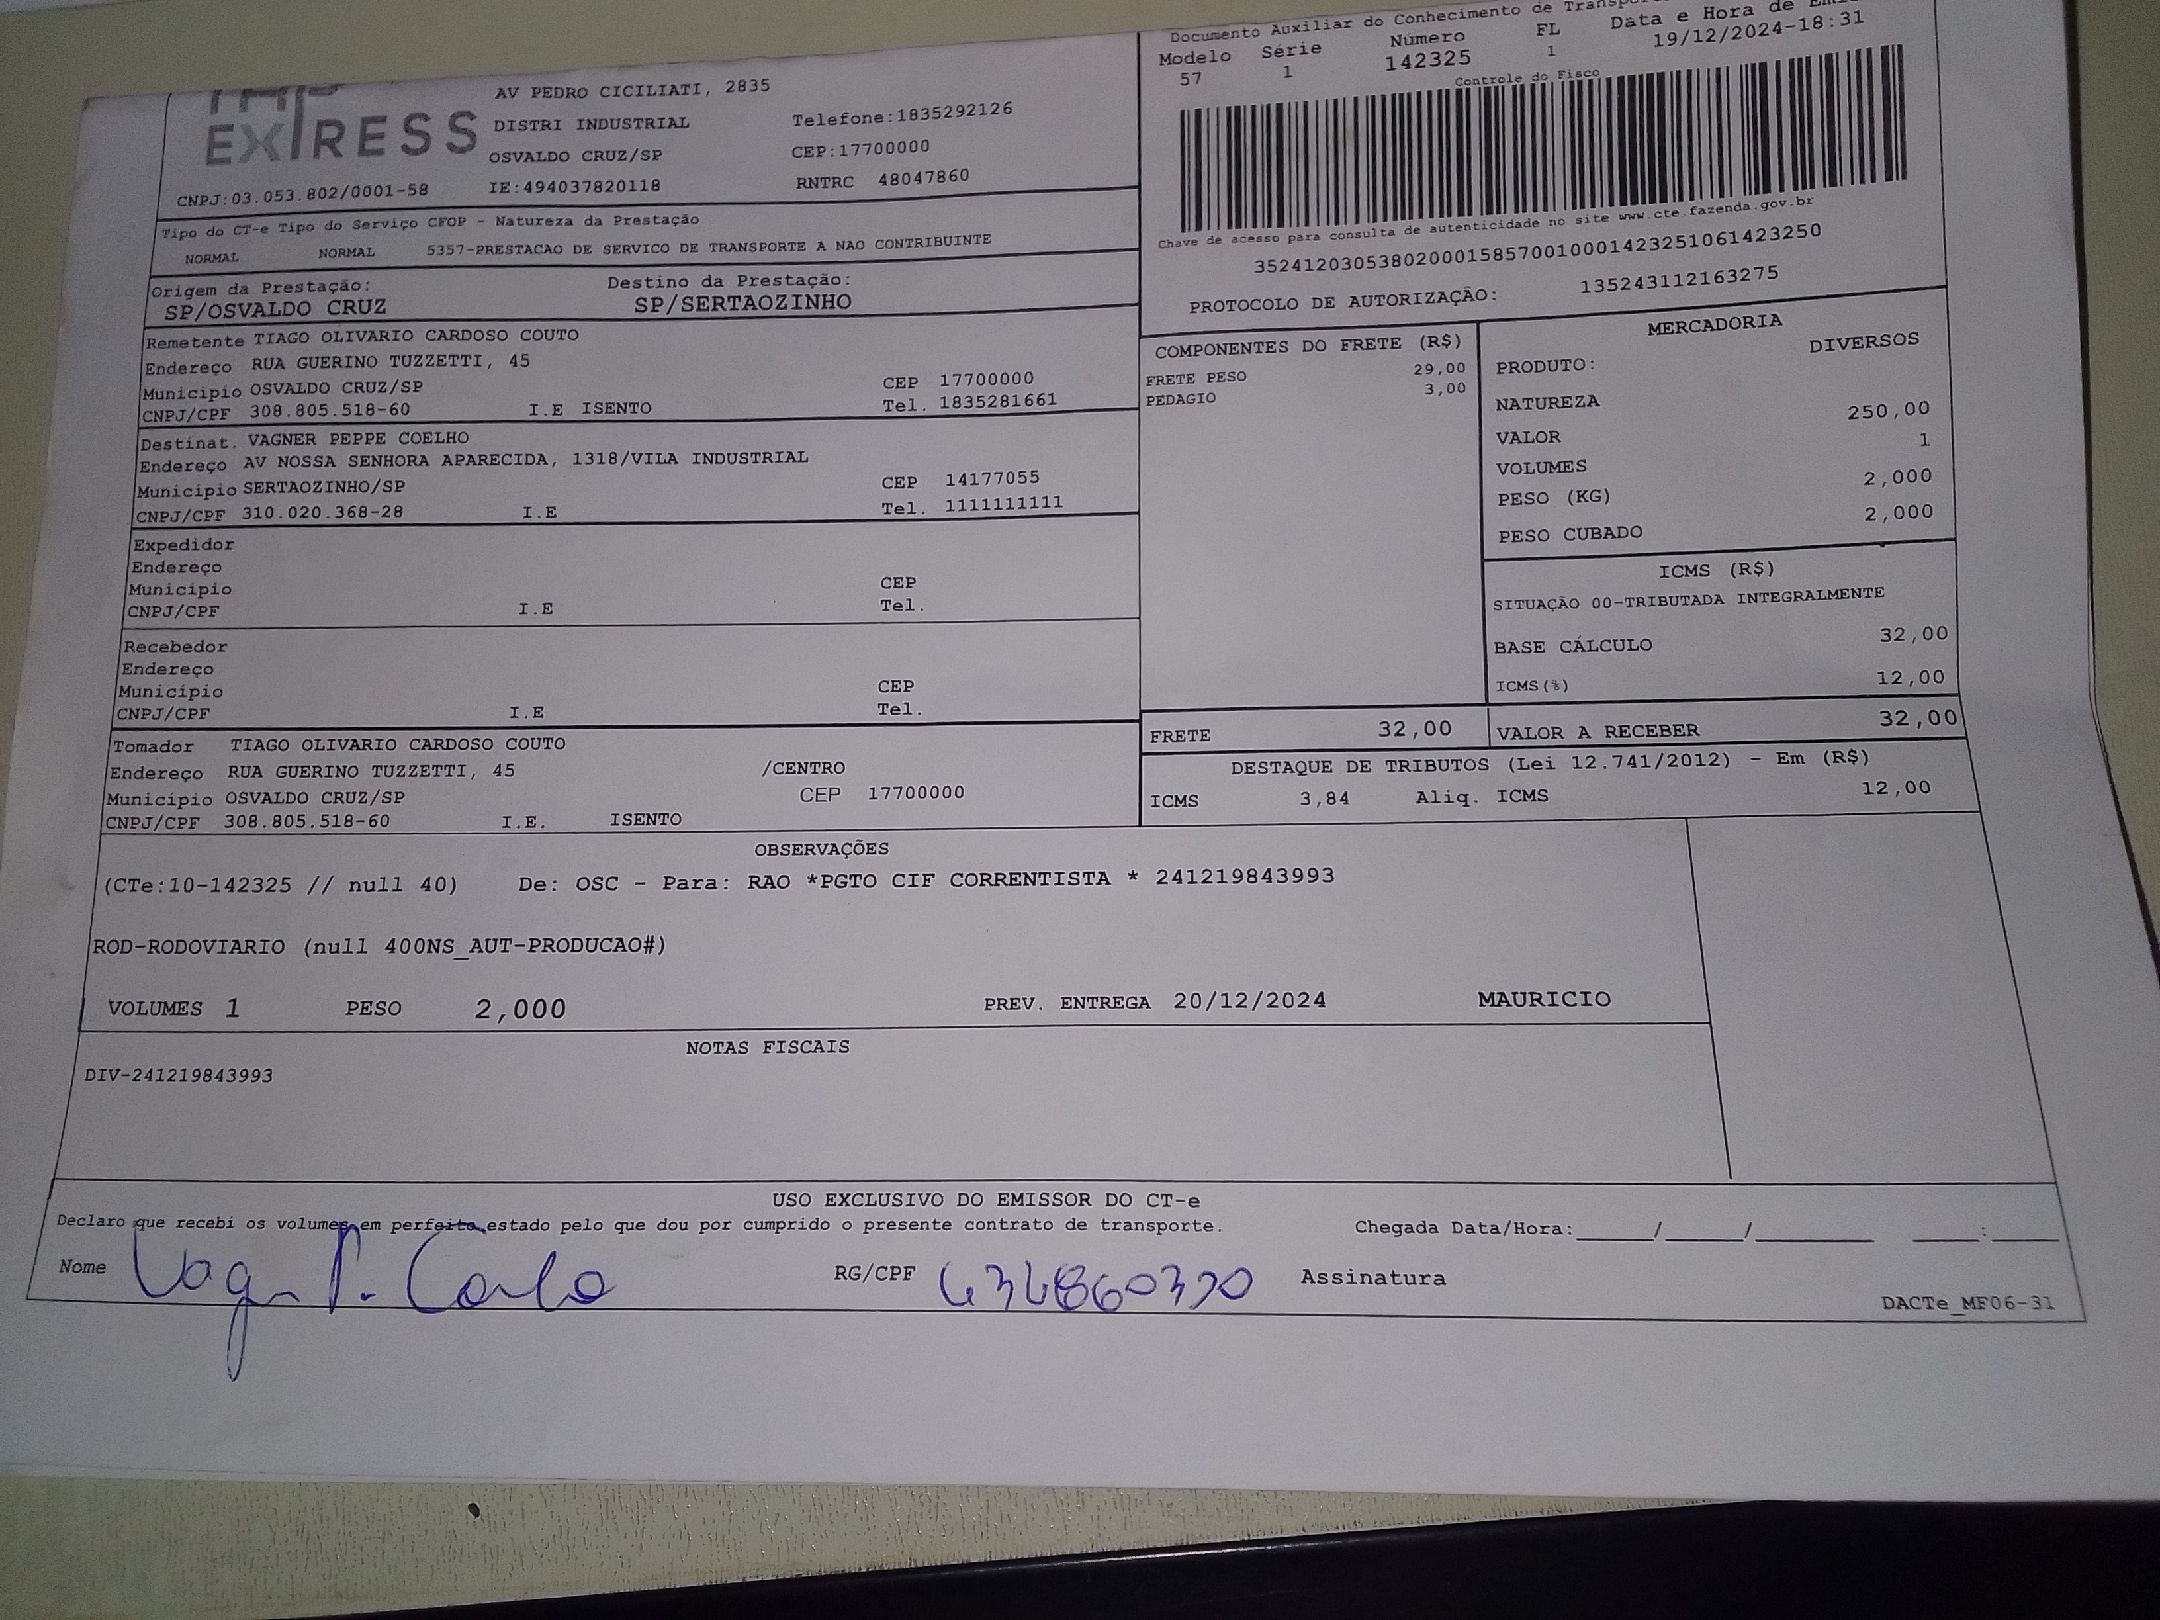 EXPRESS
AV PEDRO CICILIATI, 2835
DISTRI INDUSTRIAL
Telefone:1835292126
OSVALDO CRUZ/SP
CEP:17700000
CNPJ:03.053.802/0001-58
IE:494037820118
RNTRC 48047860
Tipo do CT-e Tipo do Serviço CFOP - Natureza da Prestação
NORMAL NORMAL 5357-PRESTACAO DE SERVICO DE TRANSPORTE A NAO CONTRIBUINTE
Origem da Prestação: Destino da Prestação:
SP/OSVALDO CRUZ SP/SERTAOZINHO
Remetente TIAGO OLIVARIO CARDOSO COUTO
Endereço RUA GUERINO TUZZETTI, 45
Município OSVALDO CRUZ/SP CEP 17700000
CNPJ/CPF 308.805.518-60 I.E ISENTO Tel. 1835281661
Destinat. VAGNER PEPPE COELHO
Endereço AV NOSSA SENHORA APARECIDA, 1318/VILA INDUSTRIAL
Município SERTAOZINHO/SP CEP 14177055
CNPJ/CPF 310.020.368-28 I.E Tel. 1111111111
Expedidor
Endereço
Município CEP
CNPJ/CPF I.E Tel.
Recebedor
Endereço
Município CEP
CNPJ/CPF I.E Tel.
Tomador TIAGO OLIVARIO CARDOSO COUTO
Endereço RUA GUERINO TUZZETTI, 45 /CENTRO
Município OSVALDO CRUZ/SP CEP 17700000
CNPJ/CPF 308.805.518-60 I.E. ISENTO
Documento Auxiliar do Conhecimento de
Modelo Série Número FL Data e Hora de
57 1 142325 1 19/12/2024-18:31
Controle do Fisco
Chave de acesso para consulta de autenticidade no site www.cte.fazenda.gov.br
35241203053802000158570010001423251061423250
PROTOCOLO DE AUTORIZAÇÃO: 135243112163275
COMPONENTES DO FRETE (R$)
FRETE PESO 29,00
PEDAGIO 3,00
MERCADORIA
PRODUTO: DIVERSOS
NATUREZA
VALOR 250,00
VOLUMES 1
PESO (KG) 2,000
PESO CUBADO 2,000
ICMS (R$)
SITUAÇÃO 00-TRIBUTADA INTEGRALMENTE
BASE CÁLCULO 32,00
ICMS(%) 12,00
FRETE 32,00 VALOR A RECEBER 32,00
DESTAQUE DE TRIBUTOS (Lei 12.741/2012) - Em (R$)
ICMS 3,84 Aliq. ICMS 12,00
OBSERVAÇÕES
(CTe:10-142325 // null 40) De: OSC - Para: RAO *PGTO CIF CORRENTISTA * 241219843993
ROD-RODOVIARIO (null 400NS_AUT-PRODUCAO#)
VOLUMES 1 PESO 2,000 PREV. ENTREGA 20/12/2024 MAURICIO
NOTAS FISCAIS
DIV-241219843993
USO EXCLUSIVO DO EMISSOR DO CT-e
Declaro que recebi os volumes em perfeito estado pelo que dou por cumprido o presente contrato de transporte. Chegada Data/Hora:____/____/______ ___:___
Nome RG/CPF Assinatura
DACTe_MF06-31